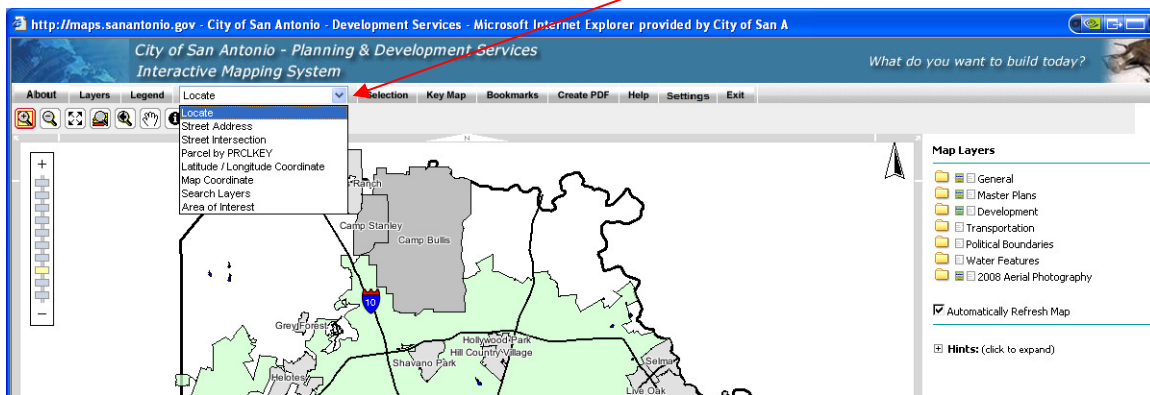 http://maps.sanantonio.gov - City of San Antonio - Development Services - Microsoft Internet Explorer provided by City of San A
City of San Antonio - Planning & Development Services
Interactive Mapping System
What do you want to build today?
About Layers Legend Locate Selection Key Map Bookmarks Create PDF Help Settings Exit
Locate
Street Address
Street Intersection
Parcel by PRCLKEY
Latitude / Longitude Coordinate
Map Coordinate
Search Layers
Area of Interest
N
+
−
Ranch
Camp Stanley
Camp Bullis
10
Grey Forest
Hollywood Park
Hill Country Village
Shavano Park
Selma
Helotes
Live Oak
Map Layers
General
Master Plans
Development
Transportation
Political Boundaries
Water Features
2008 Aerial Photography
Automatically Refresh Map
Hints: (click to expand)